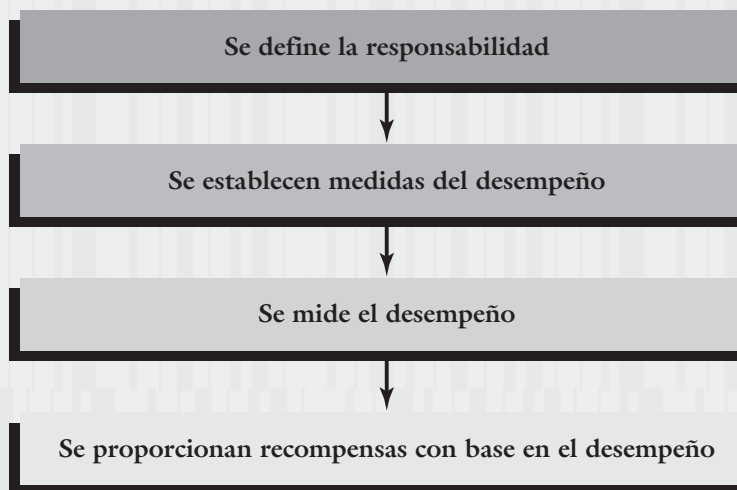 Se define la responsabilidad
Se establecen medidas del desempeño
Se mide el desempeño
Se proporcionan recompensas con base en el desempeño